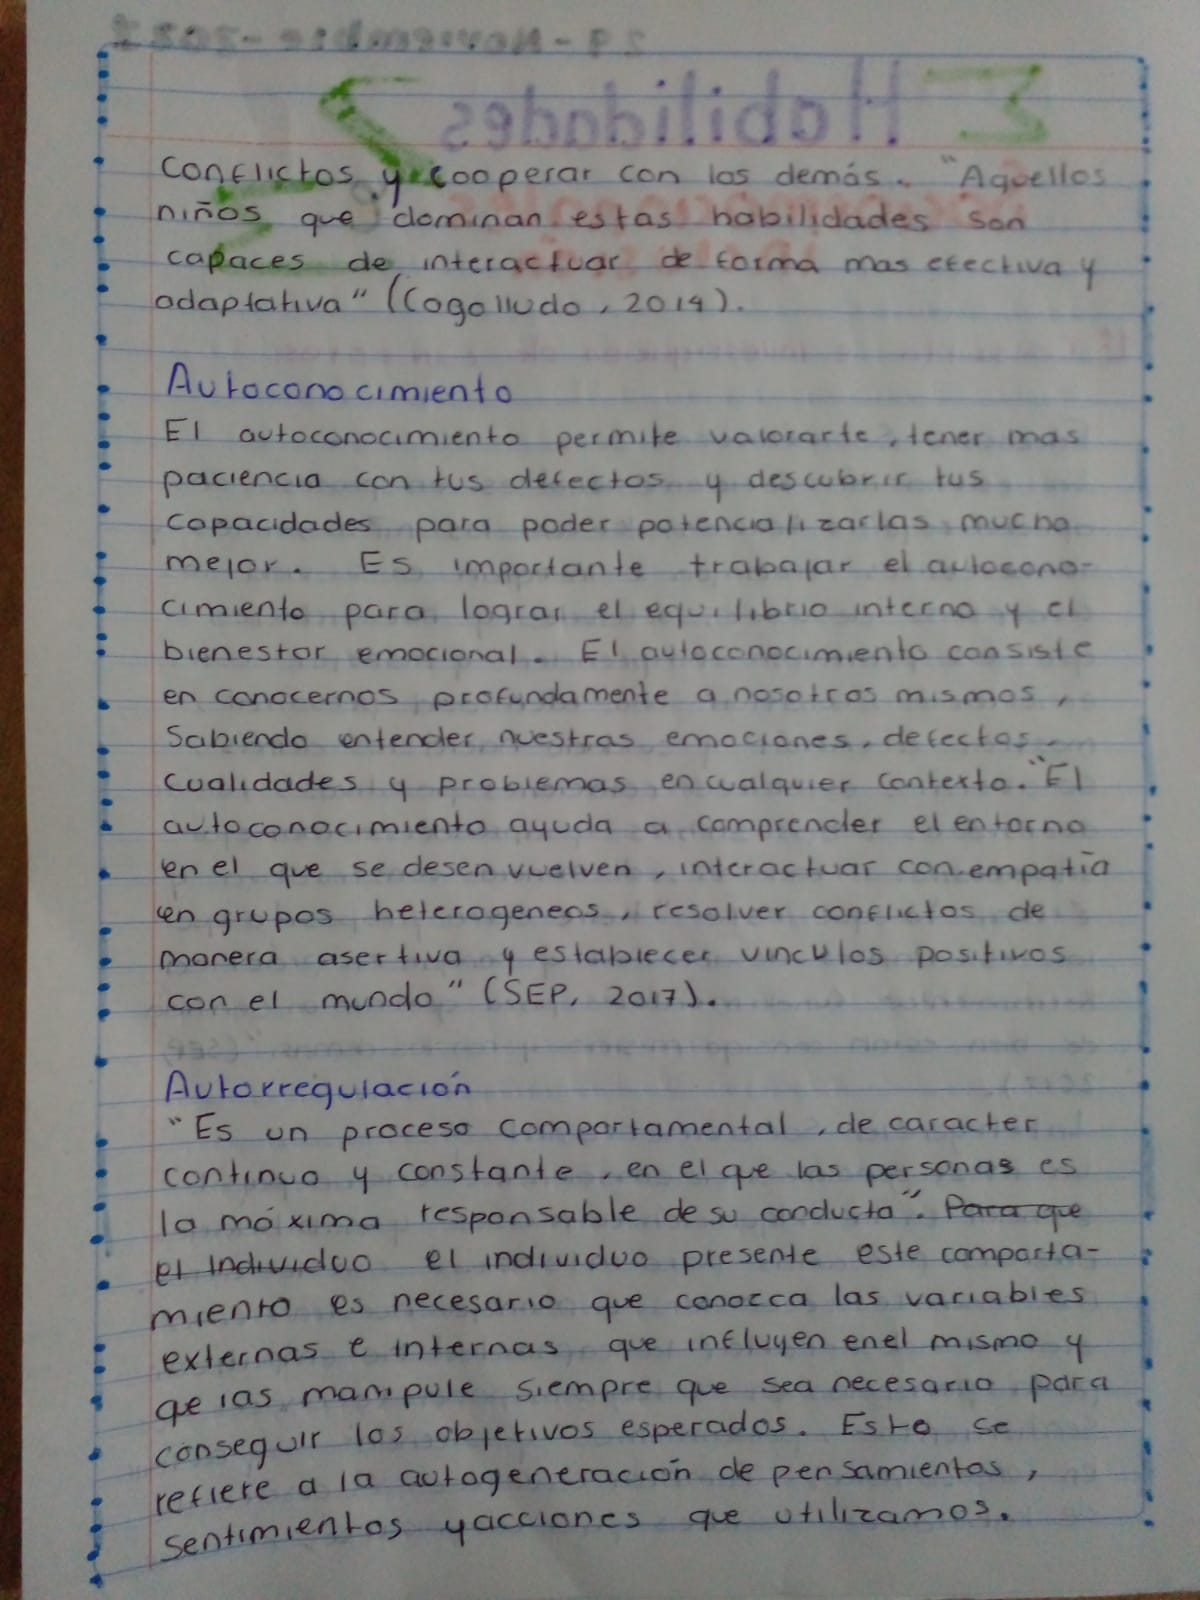 conflictos y cooperar con los demás. "Aquellos
niños que dominan estas habilidades son
capaces de interactuar de forma mas efectiva y
adaptativa" (Cogolludo, 2019).
Autoconocimiento
El autoconocimiento permite valorarte, tener mas
paciencia con tus defectos y descubrir tus
capacidades para poder potencializarlas mucho
mejor. Es importante trabajar el autocono-
cimiento para lograr el equilibrio interno y el
bienestar emocional. El autoconocimiento consiste
en conocernos profundamente a nosotros mismos,
Sabiendo entender nuestras emociones, defectos,
cualidades y problemas en cualquier contexto. "El
autoconocimiento ayuda a comprender el entorno
en el que se desenvuelven, interactuar con empatía
en grupos heterogeneos, resolver conflictos de
manera asertiva y establecer vinculos positivos
con el mundo" (SEP, 2017).
Autorregulación
"Es un proceso comportamental, de caracter
continuo y constante, en el que las personas es
la máxima responsable de su conducta". Para que
el individuo el individuo presente este comporta-
miento es necesario que conozca las variables
externas e internas que influyen en el mismo y
qe las manipule siempre que sea necesario para
conseguir los objetivos esperados. Esto se
refiere a la autogeneración de pensamientos,
sentimientos y acciones que utilizamos.
29-Noviembre-202
Habilidades